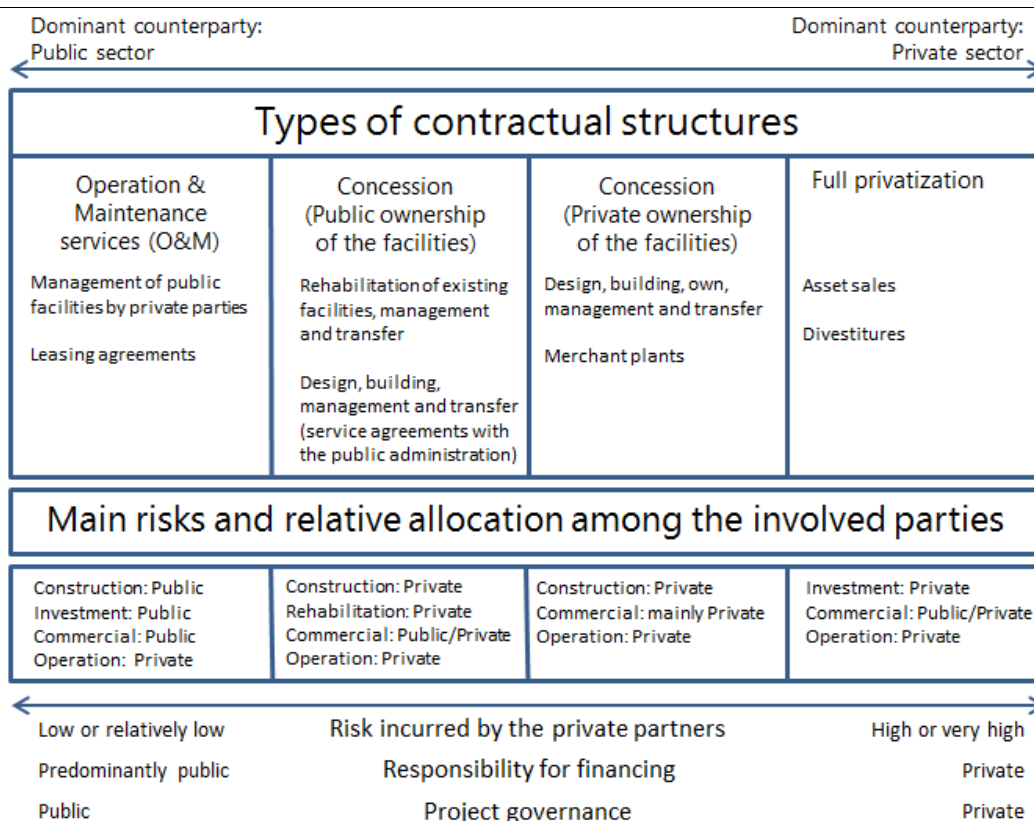 Dominant counterparty:
Public sector
Dominant counterparty:
Private sector
Types of contractual structures
Operation &
Maintenance
services (O&M)
Management of public
facilities by private parties
Leasing agreements
Concession
(Public ownership
of the facilities)
Rehabilitation of existing
facilities, management
and transfer
Design, building,
management and transfer
(service agreements with
the public administration)
Concession
(Private ownership
of the facilities)
Design, building, own,
management and transfer
Merchant plants
Full privatization
Asset sales
Divestitures
Main risks and relative allocation among the involved parties
Construction: Public
Investment: Public
Commercial: Public
Operation: Private
Construction: Private
Rehabilitation: Private
Commercial: Public/Private
Operation: Private
Construction: Private
Commercial: mainly Private
Operation: Private
Investment: Private
Commercial: Public/Private
Operation: Private
Low or relatively low
Risk incurred by the private partners
High or very high
Predominantly public
Responsibility for financing
Private
Public
Project governance
Private